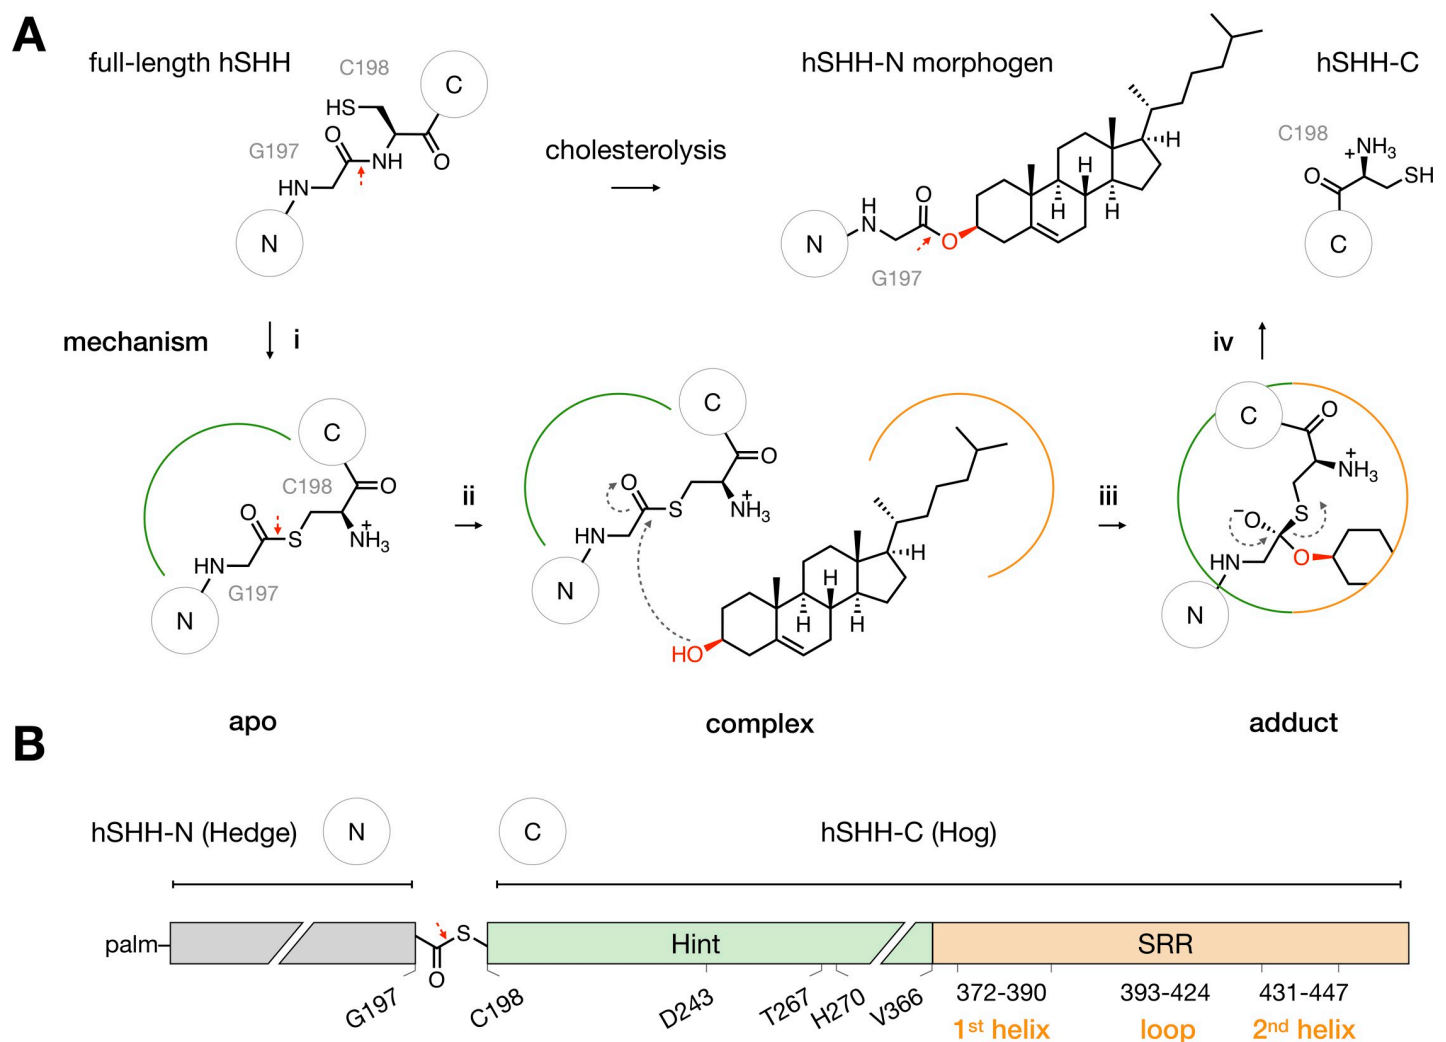 A
full-length hSHH
C198
C
HS
O
G197
NH
O
HN
N
cholesterolysis
hSHH-N morphogen
hSHH-C
H
H
H
H
H
N
O
O
N
G197
C198
+NH3
O
SH
C
mechanism
i
iv
C
C198
O
O
S
+
NH3
HN
G197
N
apo
ii
C
O
O
S
+
NH3
HN
N
H
H
H
H
HO
complex
iii
C
O
+
NH3
S
−O
O
HN
N
adduct
B
hSHH-N (Hedge)
N
C
hSHH-C (Hog)
palm
S
O
Hint
SRR
G197
C198
D243
T267
H270
V366
372-390
393-424
431-447
1st helix
loop
2nd helix